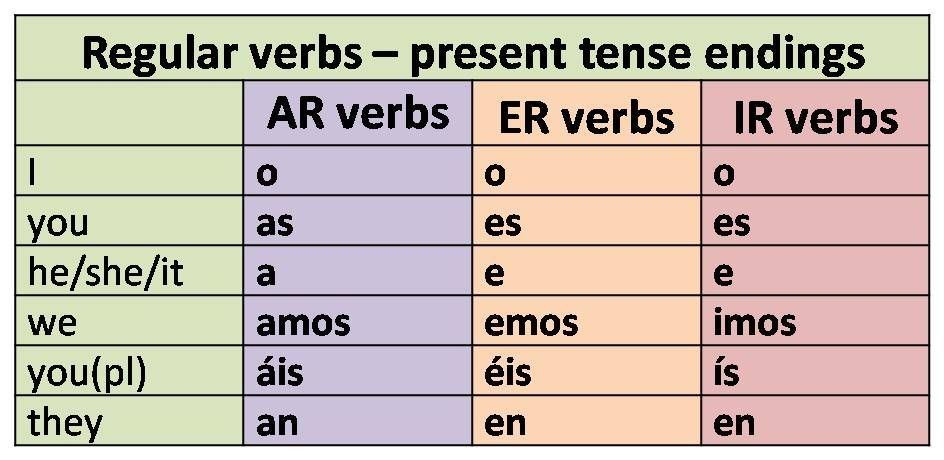 Regular verbs – present tense endings
AR verbs ER verbs IR verbs
I o o o
you as es es
he/she/it a e e
we amos emos imos
you(pl) áis éis ís
they an en en